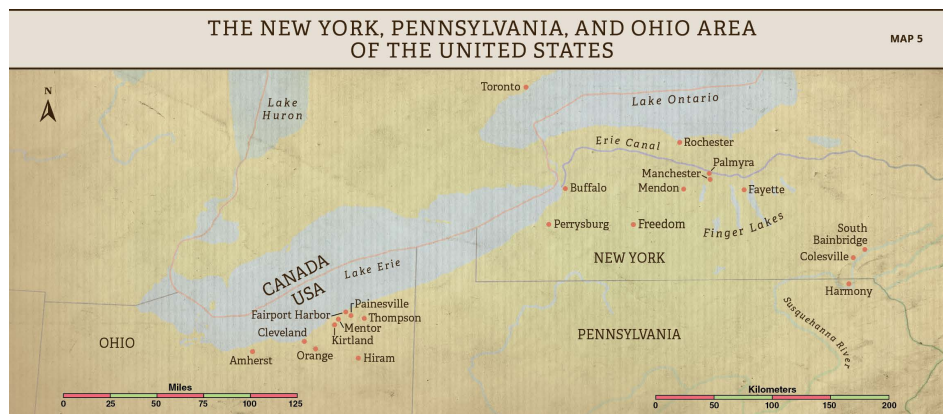 THE NEW YORK, PENNSYLVANIA, AND OHIO AREA
OF THE UNITED STATES
MAP 5
N
Lake
Huron
Toronto
Lake Ontario
Erie Canal
Rochester
Palmyra
Manchester
Mendon
Fayette
Buffalo
Perrysburg
Freedom
Finger Lakes
South
Bainbridge
Colesville
NEW YORK
Harmony
CANADA
USA
Lake Erie
Painesville
Fairport Harbor
Thompson
Mentor
Cleveland
Kirtland
Orange
Hiram
Amherst
OHIO
PENNSYLVANIA
Susquehanna River
Miles
0 25 50 75 100 125
Kilometers
0 50 100 150 200